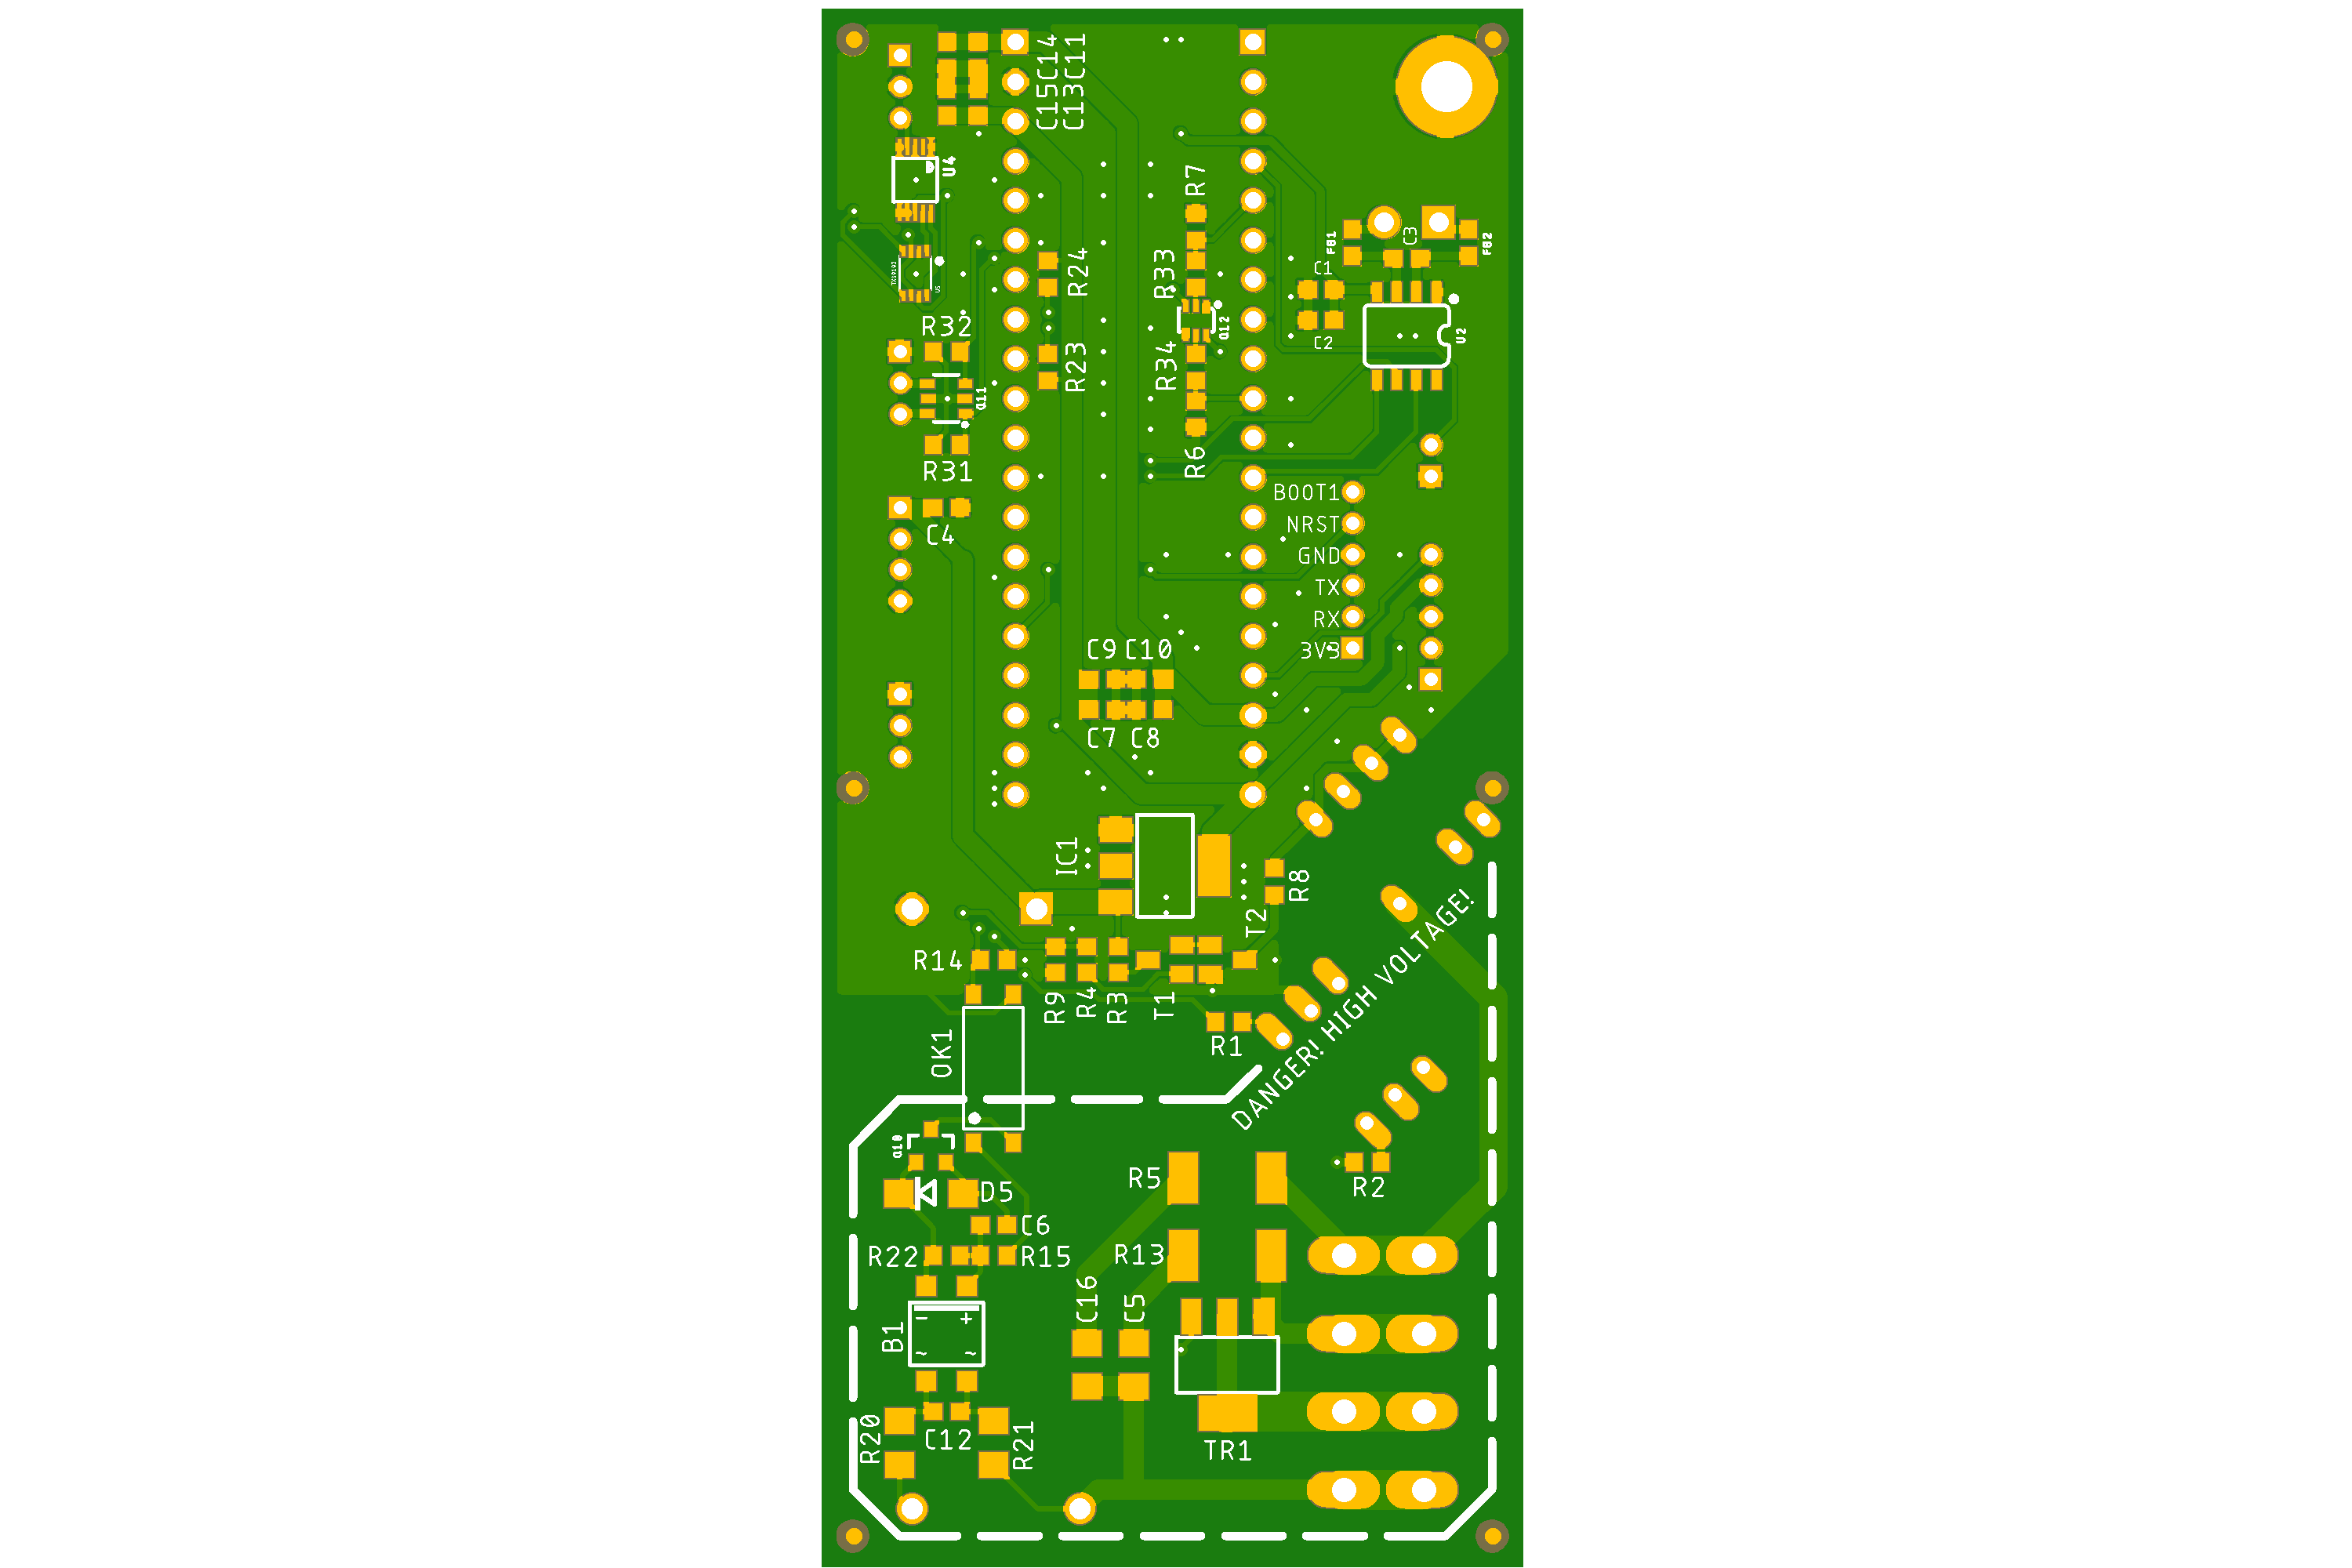 C15C14
C13C11
U4
R7
FB1
C3
FB2
R24
R33
C1
U5
R32
Q12
C2
U2
R23
R34
Q11
R31
R6
BOOT1
C4
NRST
GND
TX
RX
3V3
C9 C10
C7 C8
IC1
R8
T2
R14
R9
R4
R3
T1
R1
OK1
DANGER! HIGH VOLTAGE!
Q10
R5
D5
R2
C6
R22
R15
R13
C16
C5
B1
- +
~ ~
R20
C12
R21
TR1